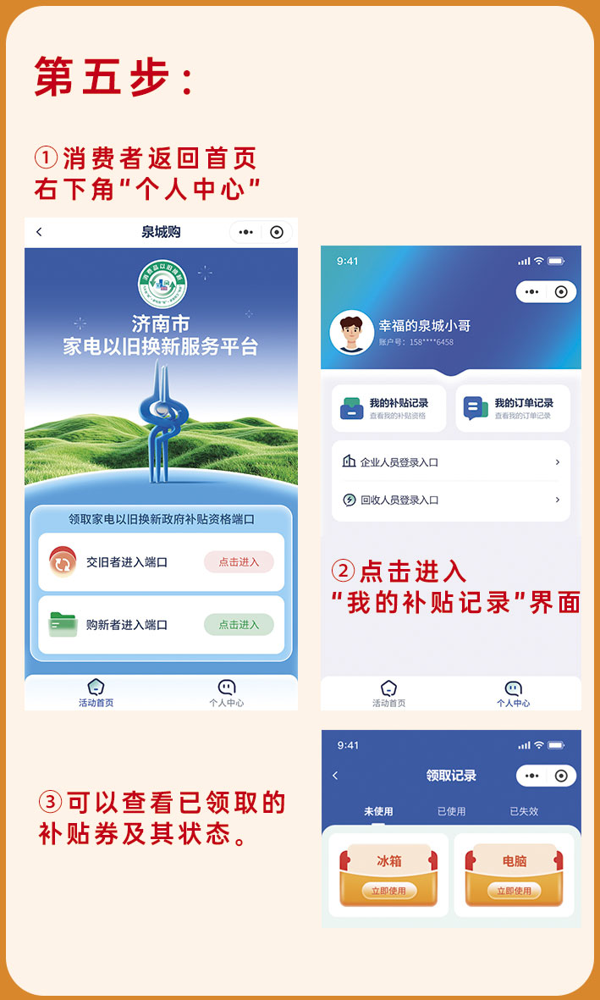 第五步：
①消费者返回首页
右下角“个人中心”
泉城购
消费品以旧换新
济南市
家电以旧换新服务平台
领取家电以旧换新政府补贴资格端口
交旧者进入端口
点击进入
购新者进入端口
点击进入
活动首页
个人中心
9:41
幸福的泉城小哥
账户号：158****6458
我的补贴记录
查看我的补贴资格
我的订单记录
查看我的订单记录
企业人员登录入口
回收人员登录入口
②点击进入
“我的补贴记录”界面
活动首页
个人中心
③可以查看已领取的
补贴券及其状态。
9:41
领取记录
未使用
已使用
已失效
冰箱
立即使用
电脑
立即使用